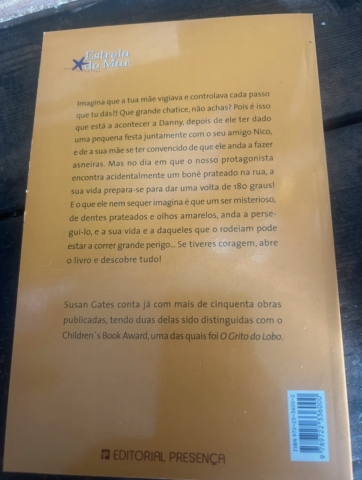 Estrela
do Mar
Imagina que a tua mãe vigiava e controlava cada passo
que tu dás!! Que grande chatice, não achas? Pois é isso
que está a acontecer a Danny, depois de ele ter dado
uma pequena festa juntamente com o seu amigo Nico,
e de a sua mãe se ter convencido de que ele anda a fazer
asneiras. Mas no dia em que o nosso protagonista
encontra acidentalmente um boné prateado na rua, a
sua vida prepara-se para dar uma volta de 180 graus!
E o que ele nem sequer imagina é que um ser misterioso,
de dentes prateados e olhos amarelos, anda a perse-
gui-lo, e a sua vida e a daqueles que o rodeiam pode
estar a correr grande perigo... Se tiveres coragem, abre
o livro e descobre tudo!
Susan Gates conta já com mais de cinquenta obras
publicadas, tendo duas delas sido distinguidas com o
Children´s Book Award, uma das quais foi O Grito do Lobo.
EDITORIAL PRESENÇA